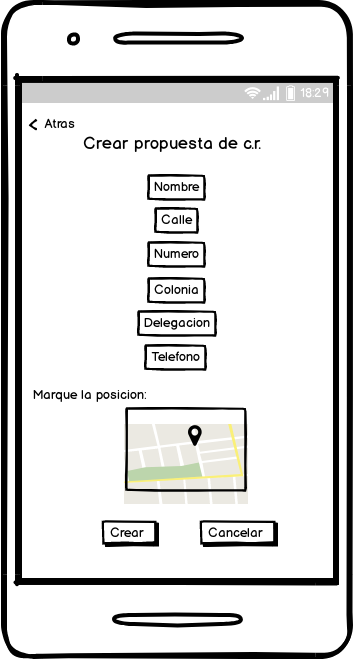 18:29
Atras
Crear propuesta de c.r.
Nombre
Calle
Numero
Colonia
Delegacion
Telefono
Marque la posicion:
Crear
Cancelar